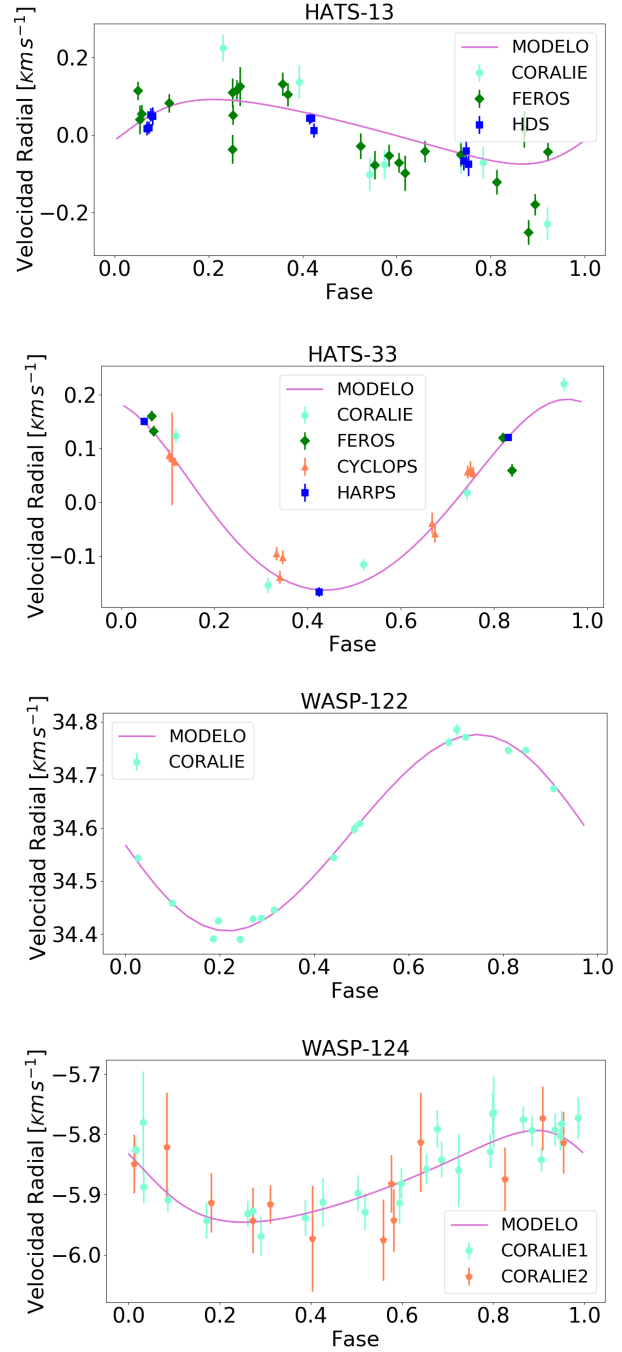 HATS-13
Velocidad Radial [kms⁻¹]
0.2
0.0
−0.2
MODELO
CORALIE
FEROS
HDS
0.0 0.2 0.4 0.6 0.8 1.0
Fase
HATS-33
Velocidad Radial [kms⁻¹]
0.2
0.1
0.0
−0.1
MODELO
CORALIE
FEROS
CYCLOPS
HARPS
0.0 0.2 0.4 0.6 0.8 1.0
Fase
WASP-122
Velocidad Radial [kms⁻¹]
34.8
34.7
34.6
34.5
34.4
MODELO
CORALIE
0.0 0.2 0.4 0.6 0.8 1.0
Fase
WASP-124
Velocidad Radial [kms⁻¹]
−5.7
−5.8
−5.9
−6.0
MODELO
CORALIE1
CORALIE2
0.0 0.2 0.4 0.6 0.8 1.0
Fase